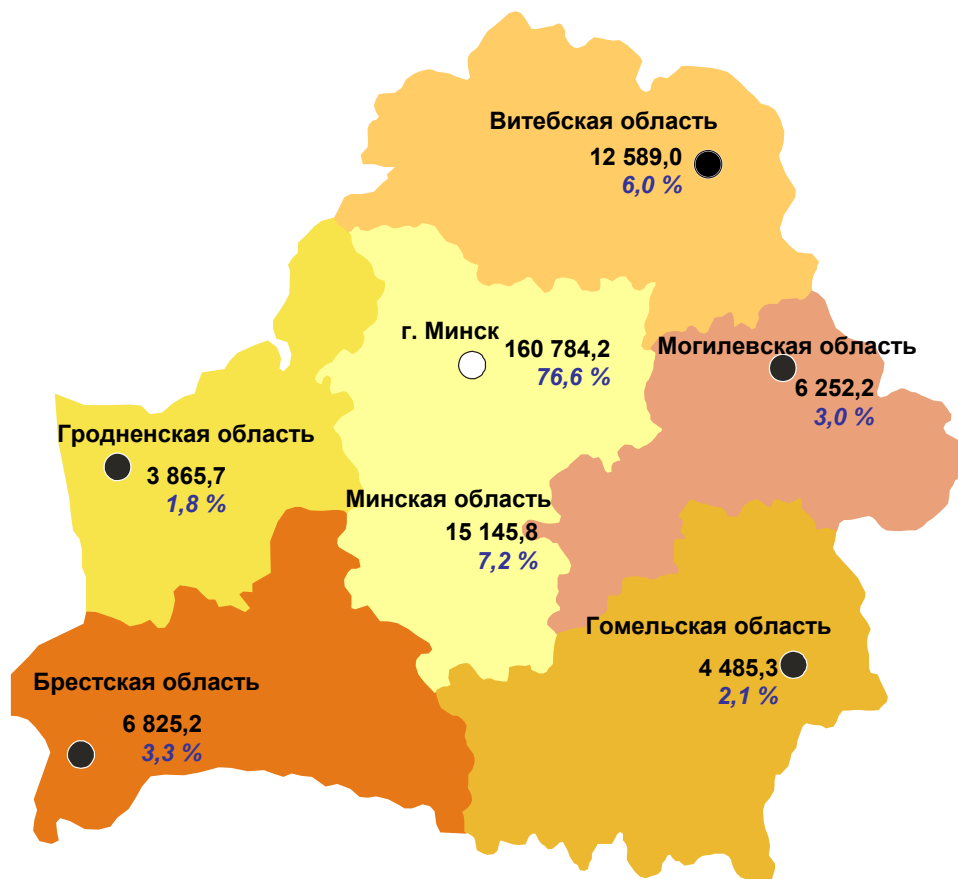 Витебская область
12 589,0
6,0 %
г. Минск
160 784,2
76,6 %
Могилевская область
6 252,2
3,0 %
Гродненская область
3 865,7
1,8 %
Минская область
15 145,8
7,2 %
Гомельская область
4 485,3
2,1 %
Брестская область
6 825,2
3,3 %